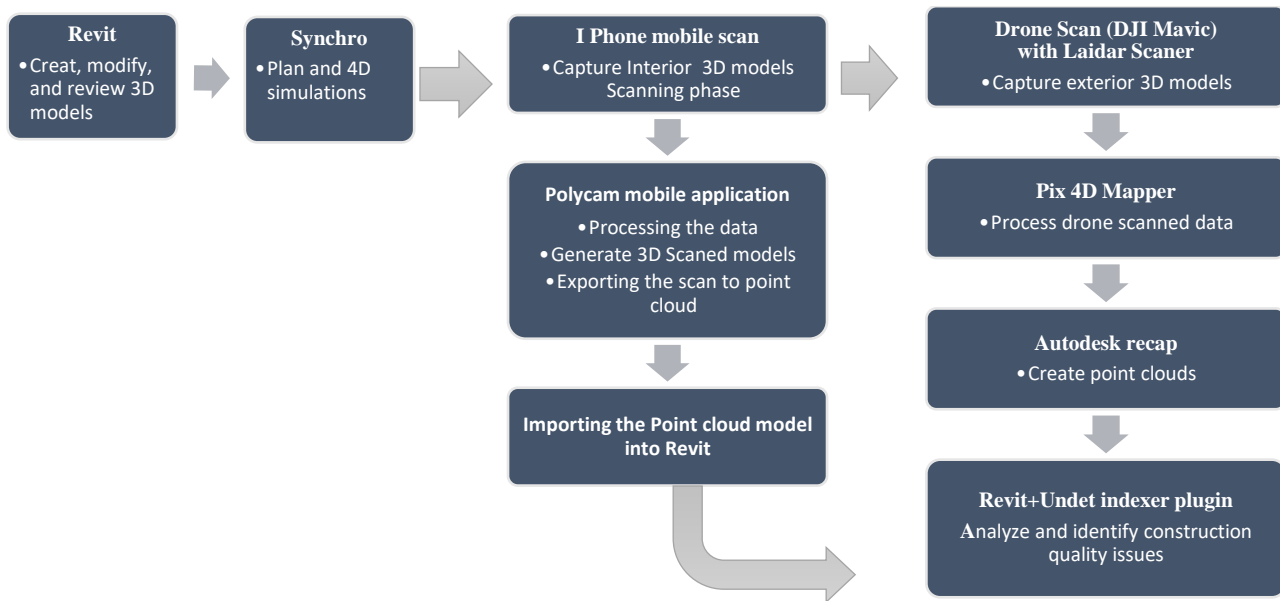 Revit
•Creat, modify,
and review 3D
models
Synchro
•Plan and 4D
simulations
I Phone mobile scan
•Capture Interior 3D models
Scanning phase
Drone Scan (DJI Mavic)
with Laidar Scaner
•Capture exterior 3D models
Polycam mobile application
•Processing the data
•Generate 3D Scaned models
•Exporting the scan to point
cloud
Pix 4D Mapper
•Process drone scanned data
Autodesk recap
•Create point clouds
Importing the Point cloud model
into Revit
Revit+Undet indexer plugin
Analyze and identify construction
quality issues